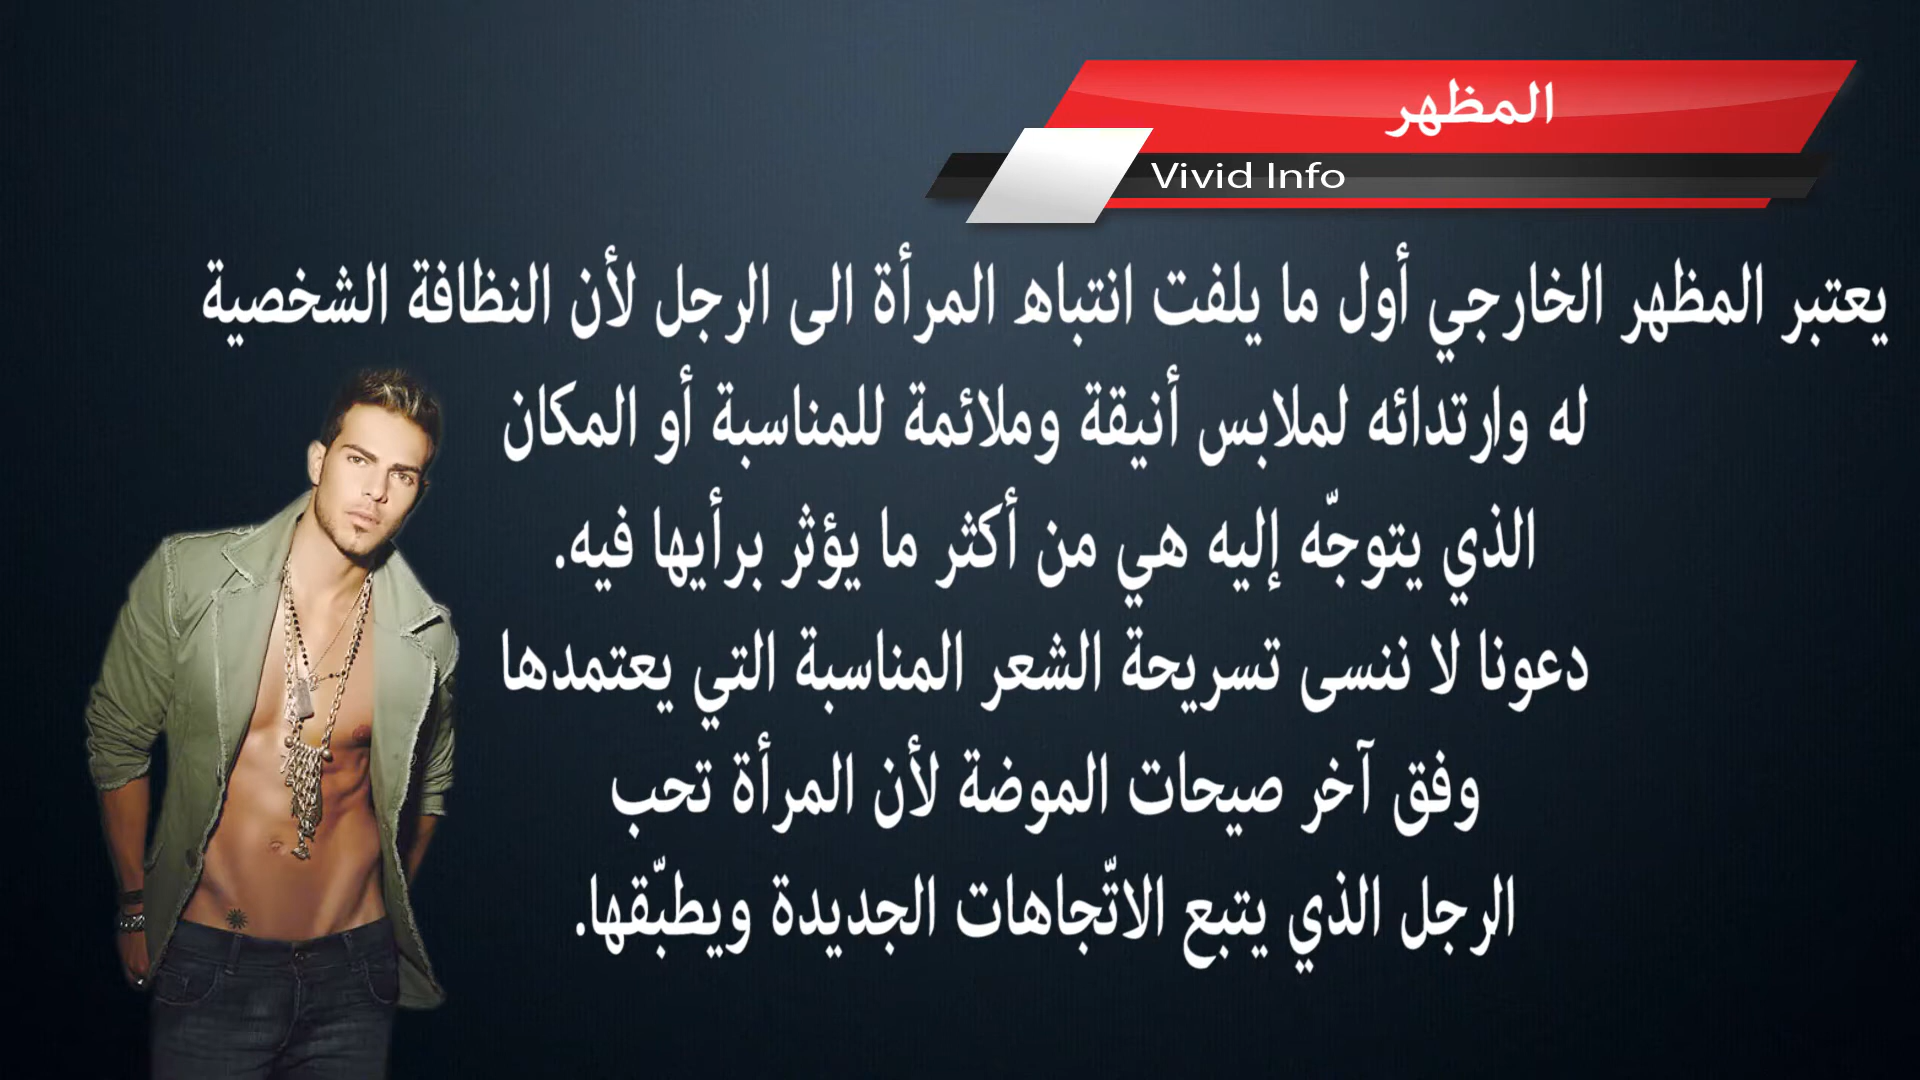 المظهر
Vivid Info
يعتبر المظهر الخارجي أول ما يلفت انتباه المرأة الى الرجل لأن النظافة الشخصية
له وارتدائه لملابس أنيقة وملائمة للمناسبة أو المكان
الذي يتوجّه إليه هي من أكثر ما يؤثر برأيها فيه.
دعونا لا ننسى تسريحة الشعر المناسبة التي يعتمدها
وفق آخر صيحات الموضة لأن المرأة تحب
الرجل الذي يتبع الاتّجاهات الجديدة ويطبّقها.